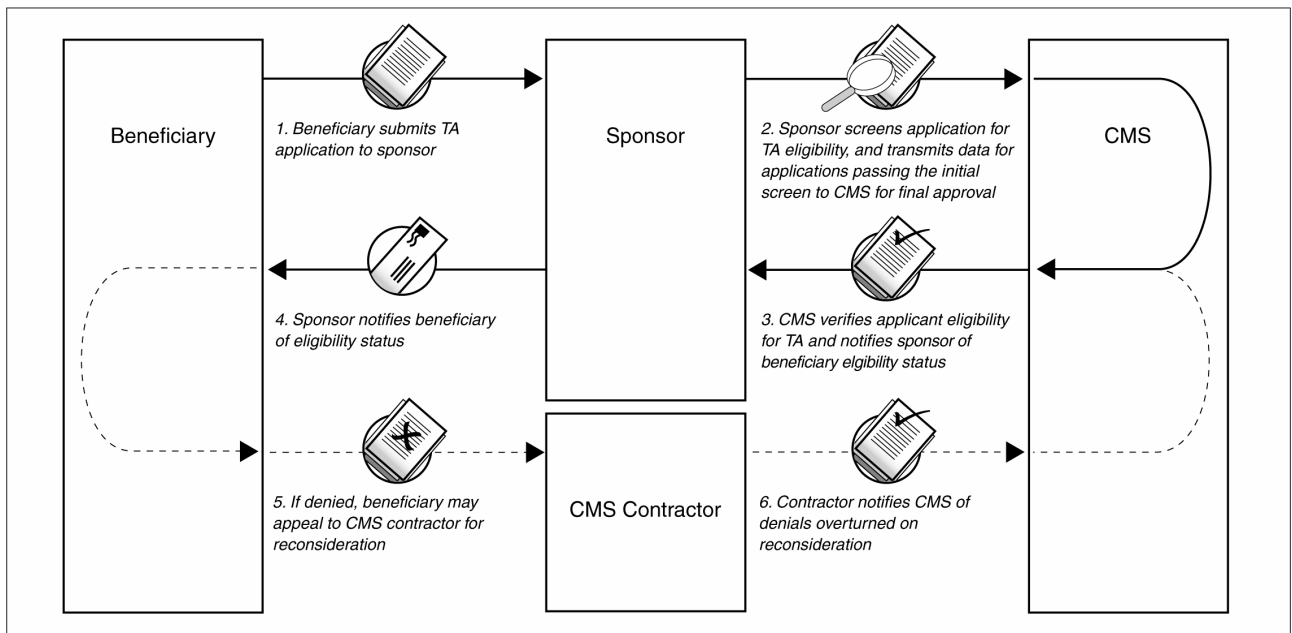 Beneficiary
Sponsor
CMS
1. Beneficiary submits TA
application to sponsor
2. Sponsor screens application for
TA eligibility, and transmits data for
applications passing the initial
screen to CMS for final approval
4. Sponsor notifies beneficiary
of eligibility status
3. CMS verifies applicant eligibility
for TA and notifies sponsor of
beneficiary elgibility status
CMS Contractor
5. If denied, beneficiary may
appeal to CMS contractor for
reconsideration
6. Contractor notifies CMS of
denials overturned on
reconsideration